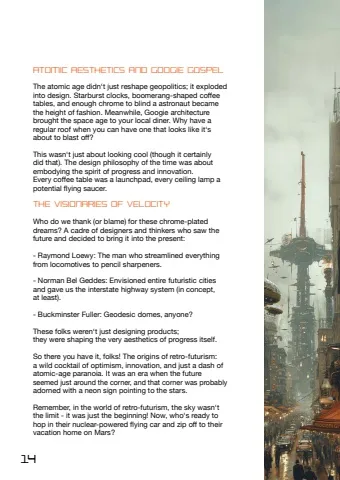 ATOMIC AESTHETICS AND GOOGIE GOSPEL
The atomic age didn't just reshape geopolitics; it exploded
into design. Starburst clocks, boomerang-shaped coffee
tables, and enough chrome to blind a astronaut became
the height of fashion. Meanwhile, Googie architecture
brought the space age to your local diner. Why have a
regular roof when you can have one that looks like it's
about to blast off?
This wasn't just about looking cool (though it certainly
did that). The design philosophy of the time was about
embodying the spirit of progress and innovation.
Every coffee table was a launchpad, every ceiling lamp a
potential flying saucer.
THE VISIONARIES OF VELOCITY
Who do we thank (or blame) for these chrome-plated
dreams? A cadre of designers and thinkers who saw the
future and decided to bring it into the present:
- Raymond Loewy: The man who streamlined everything
from locomotives to pencil sharpeners.
- Norman Bel Geddes: Envisioned entire futuristic cities
and gave us the interstate highway system (in concept,
at least).
- Buckminster Fuller: Geodesic domes, anyone?
These folks weren't just designing products;
they were shaping the very aesthetics of progress itself.
So there you have it, folks! The origins of retro-futurism:
a wild cocktail of optimism, innovation, and just a dash of
atomic-age paranoia. It was an era when the future
seemed just around the corner, and that corner was probably
adorned with a neon sign pointing to the stars.
Remember, in the world of retro-futurism, the sky wasn't
the limit - it was just the beginning! Now, who's ready to
hop in their nuclear-powered flying car and zip off to their
vacation home on Mars?
14